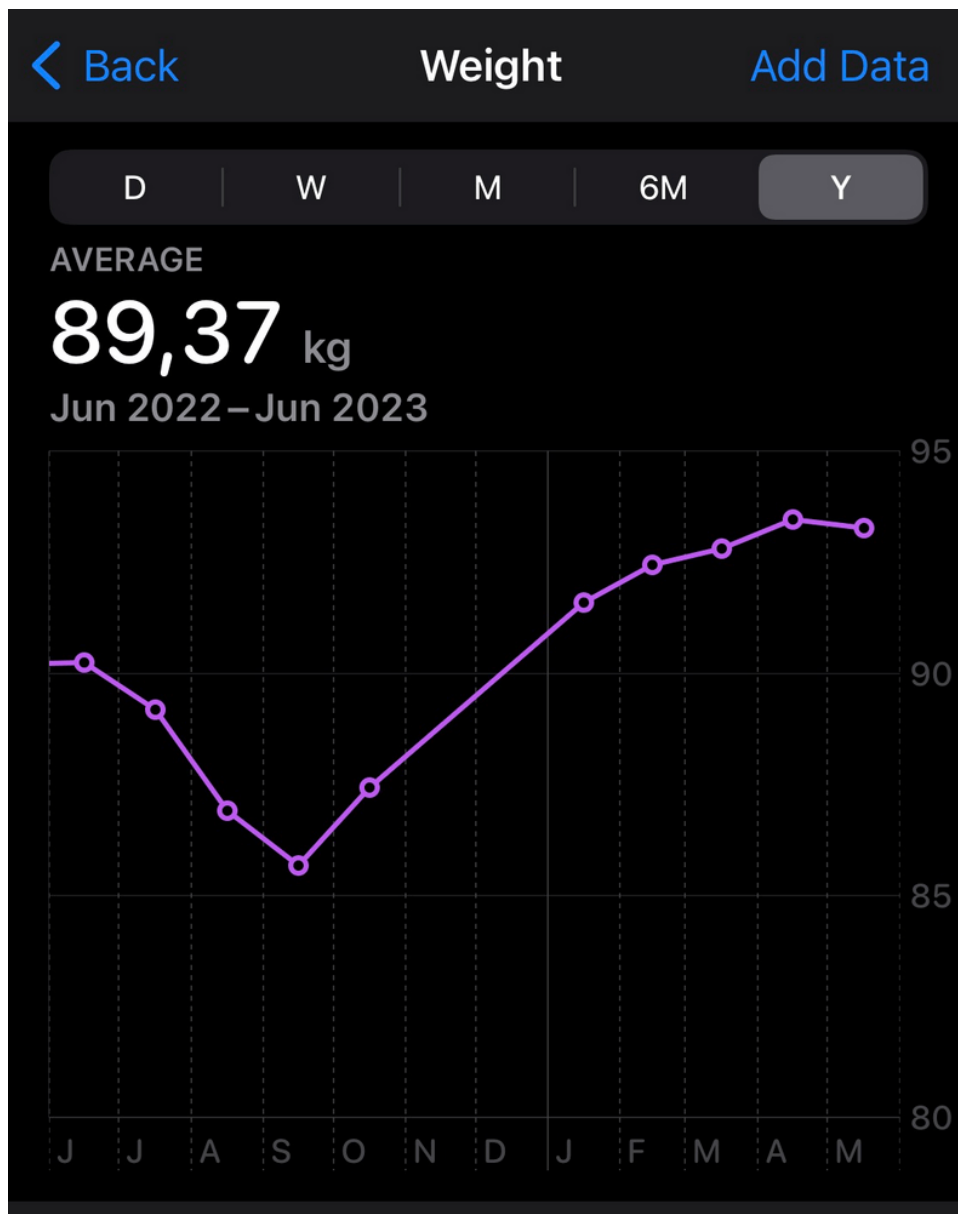 Back Weight Add Data
D W M 6M Y
AVERAGE
89,37 kg
Jun 2022–Jun 2023
95
90
85
80
J J A S O N D J F M A M